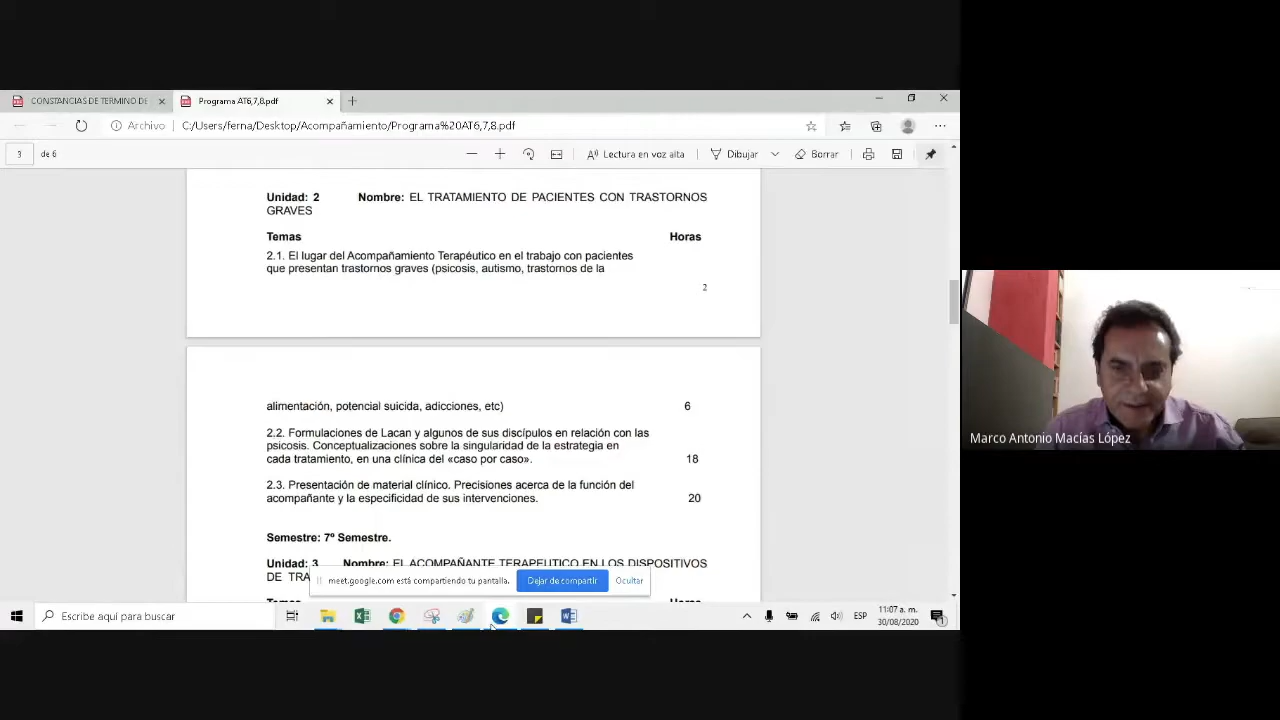 CONSTANCIAS DE TERMINO DE
Programa AT6,7,8.pdf
Archivo
C:/Users/ferna/Desktop/Acompañamiento/Programa%20AT6,7,8.pdf
3 de 6
Lectura en voz alta
Dibujar
Borrar
Unidad: 2 Nombre: EL TRATAMIENTO DE PACIENTES CON TRASTORNOS
GRAVES
Temas Horas
2.1. El lugar del Acompañamiento Terapéutico en el trabajo con pacientes
que presentan trastornos graves (psicosis, autismo, trastornos de la
2
alimentación, potencial suicida, adicciones, etc) 6
2.2. Formulaciones de Lacan y algunos de sus discípulos en relación con las
psicosis. Conceptualizaciones sobre la singularidad de la estrategia en
cada tratamiento, en una clínica del «caso por caso». 18
2.3. Presentación de material clínico. Precisiones acerca de la función del
acompañante y la especificidad de sus intervenciones. 20
Semestre: 7º Semestre.
Unidad: 3 Nombre: EL ACOMPAÑANTE TERAPEUTICO EN LOS DISPOSITIVOS
DE TRA
meet.google.com está compartiendo tu pantalla.
Dejar de compartir
Ocultar
Escribe aquí para buscar
ESP
11:07 a. m.
30/08/2020
1
Marco Antonio Macías López